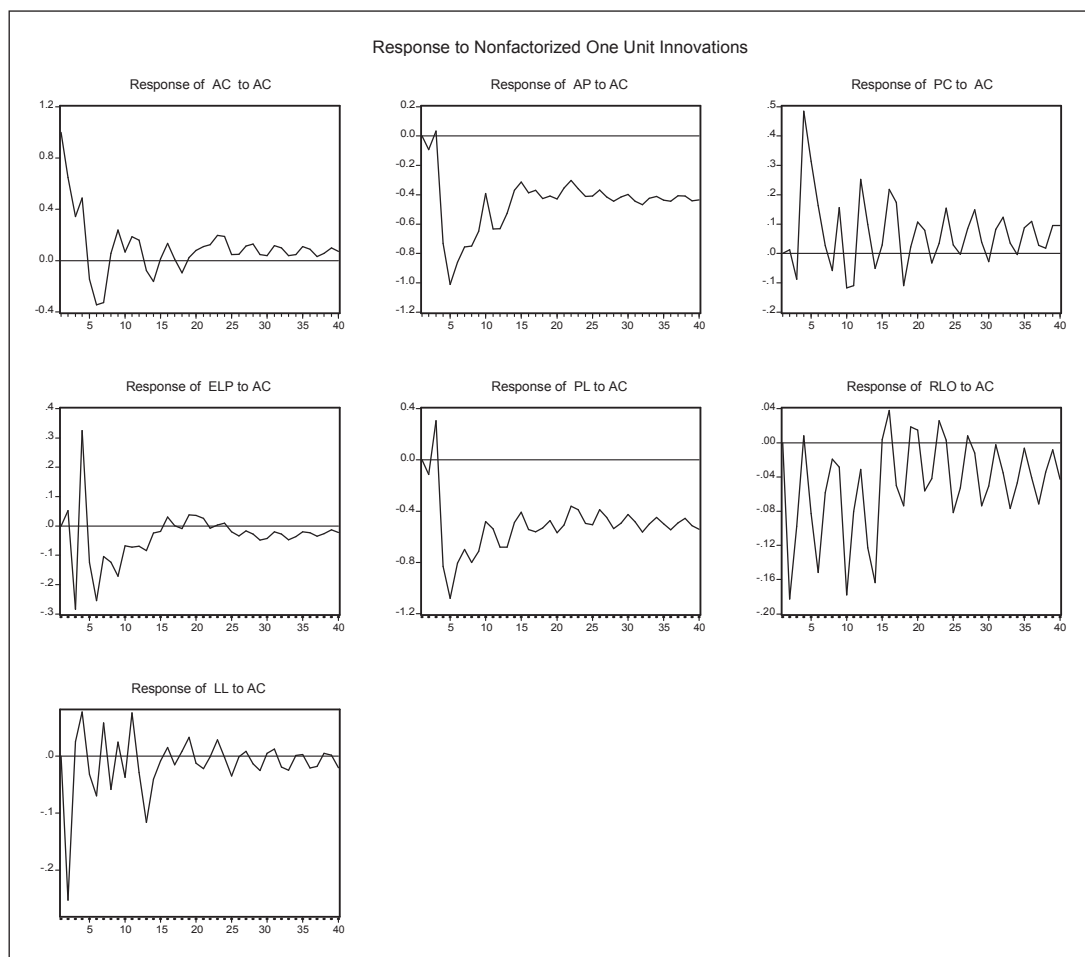 Response to Nonfactorized One Unit Innovations
Response of AC to AC
1.2
0.8
0.4
0.0
-0.4
5 10 15 20 25 30 35 40
Response of AP to AC
0.2
0.0
-0.2
-0.4
-0.6
-0.8
-1.0
-1.2
5 10 15 20 25 30 35 40
Response of PC to AC
.5
.4
.3
.2
.1
.0
-.1
-.2
5 10 15 20 25 30 35 40
Response of ELP to AC
.4
.3
.2
.1
.0
-.1
-.2
-.3
5 10 15 20 25 30 35 40
Response of PL to AC
0.4
0.0
-0.4
-0.8
-1.2
5 10 15 20 25 30 35 40
Response of RLO to AC
.04
.00
-.04
-.08
-.12
-.16
-.20
5 10 15 20 25 30 35 40
Response of LL to AC
.0
-.1
-.2
5 10 15 20 25 30 35 40